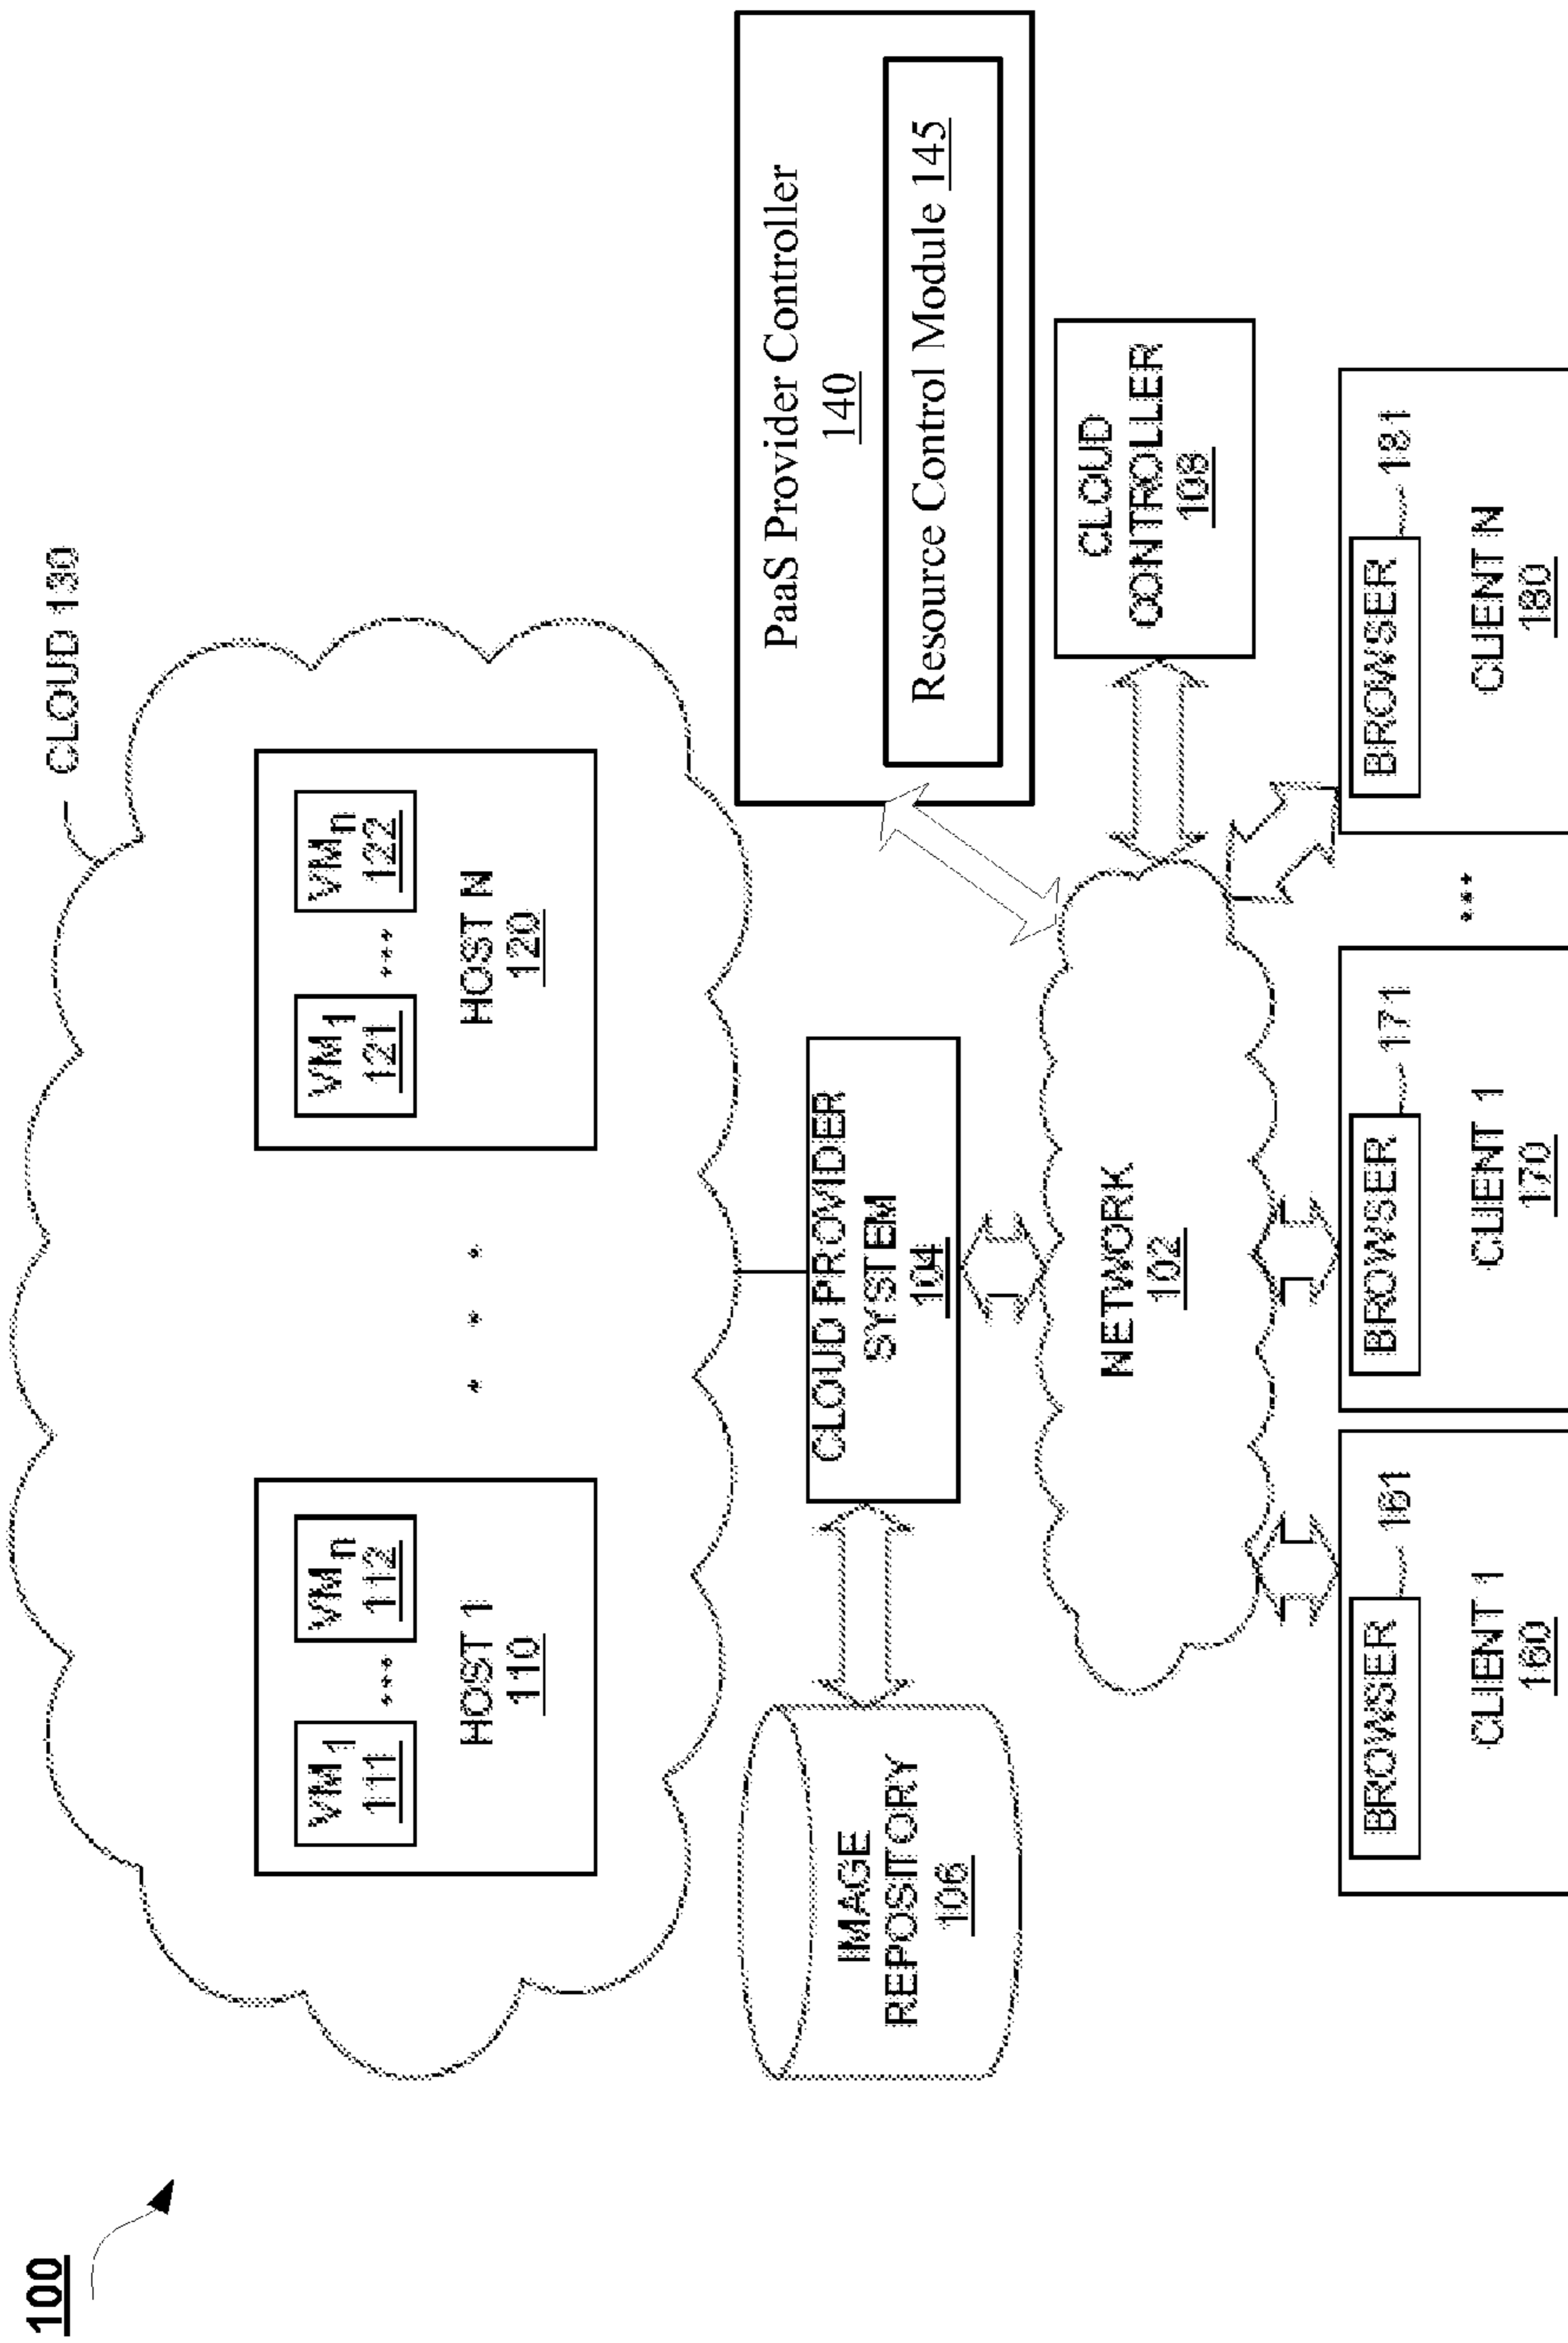 100
CLOUD 130
VM1
111
...
VMn
112
HOST 1
110
. . .
VM1
121
...
VMn
122
HOST N
120
IMAGE
REPOSITORY
106
CLOUD PROVIDER
SYSTEM
104
PaaS Provider Controller
140
Resource Control Module 145
NETWORK
102
CLOUD
CONTROLLER
108
BROWSER
161
CLIENT 1
160
BROWSER
171
CLIENT 1
170
...
BROWSER
181
CLIENT N
180